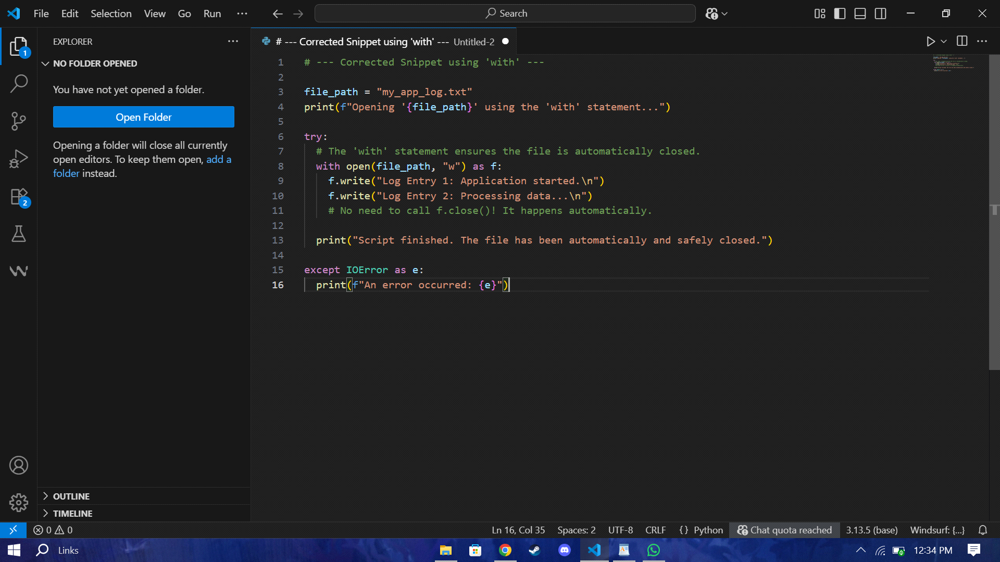 File Edit Selection View Go Run ···
Search
EXPLORER ···
1
NO FOLDER OPENED
You have not yet opened a folder.
Open Folder
Opening a folder will close all currently
open editors. To keep them open, add a
folder instead.
2
OUTLINE
TIMELINE
# --- Corrected Snippet using 'with' --- Untitled-2
1 # --- Corrected Snippet using 'with' ---
2
3 file_path = "my_app_log.txt"
4 print(f"Opening '{file_path}' using the 'with' statement...")
5
6 try:
7   # The 'with' statement ensures the file is automatically closed.
8   with open(file_path, "w") as f:
9     f.write("Log Entry 1: Application started.\n")
10     f.write("Log Entry 2: Processing data...\n")
11     # No need to call f.close()! It happens automatically.
12
13   print("Script finished. The file has been automatically and safely closed.")
14
15 except IOError as e:
16   print(f"An error occurred: {e}")
0 0 Ln 16, Col 35 Spaces: 2 UTF-8 CRLF {} Python Chat quota reached 3.13.5 (base) Windsurf: {...}
Links 12:34 PM